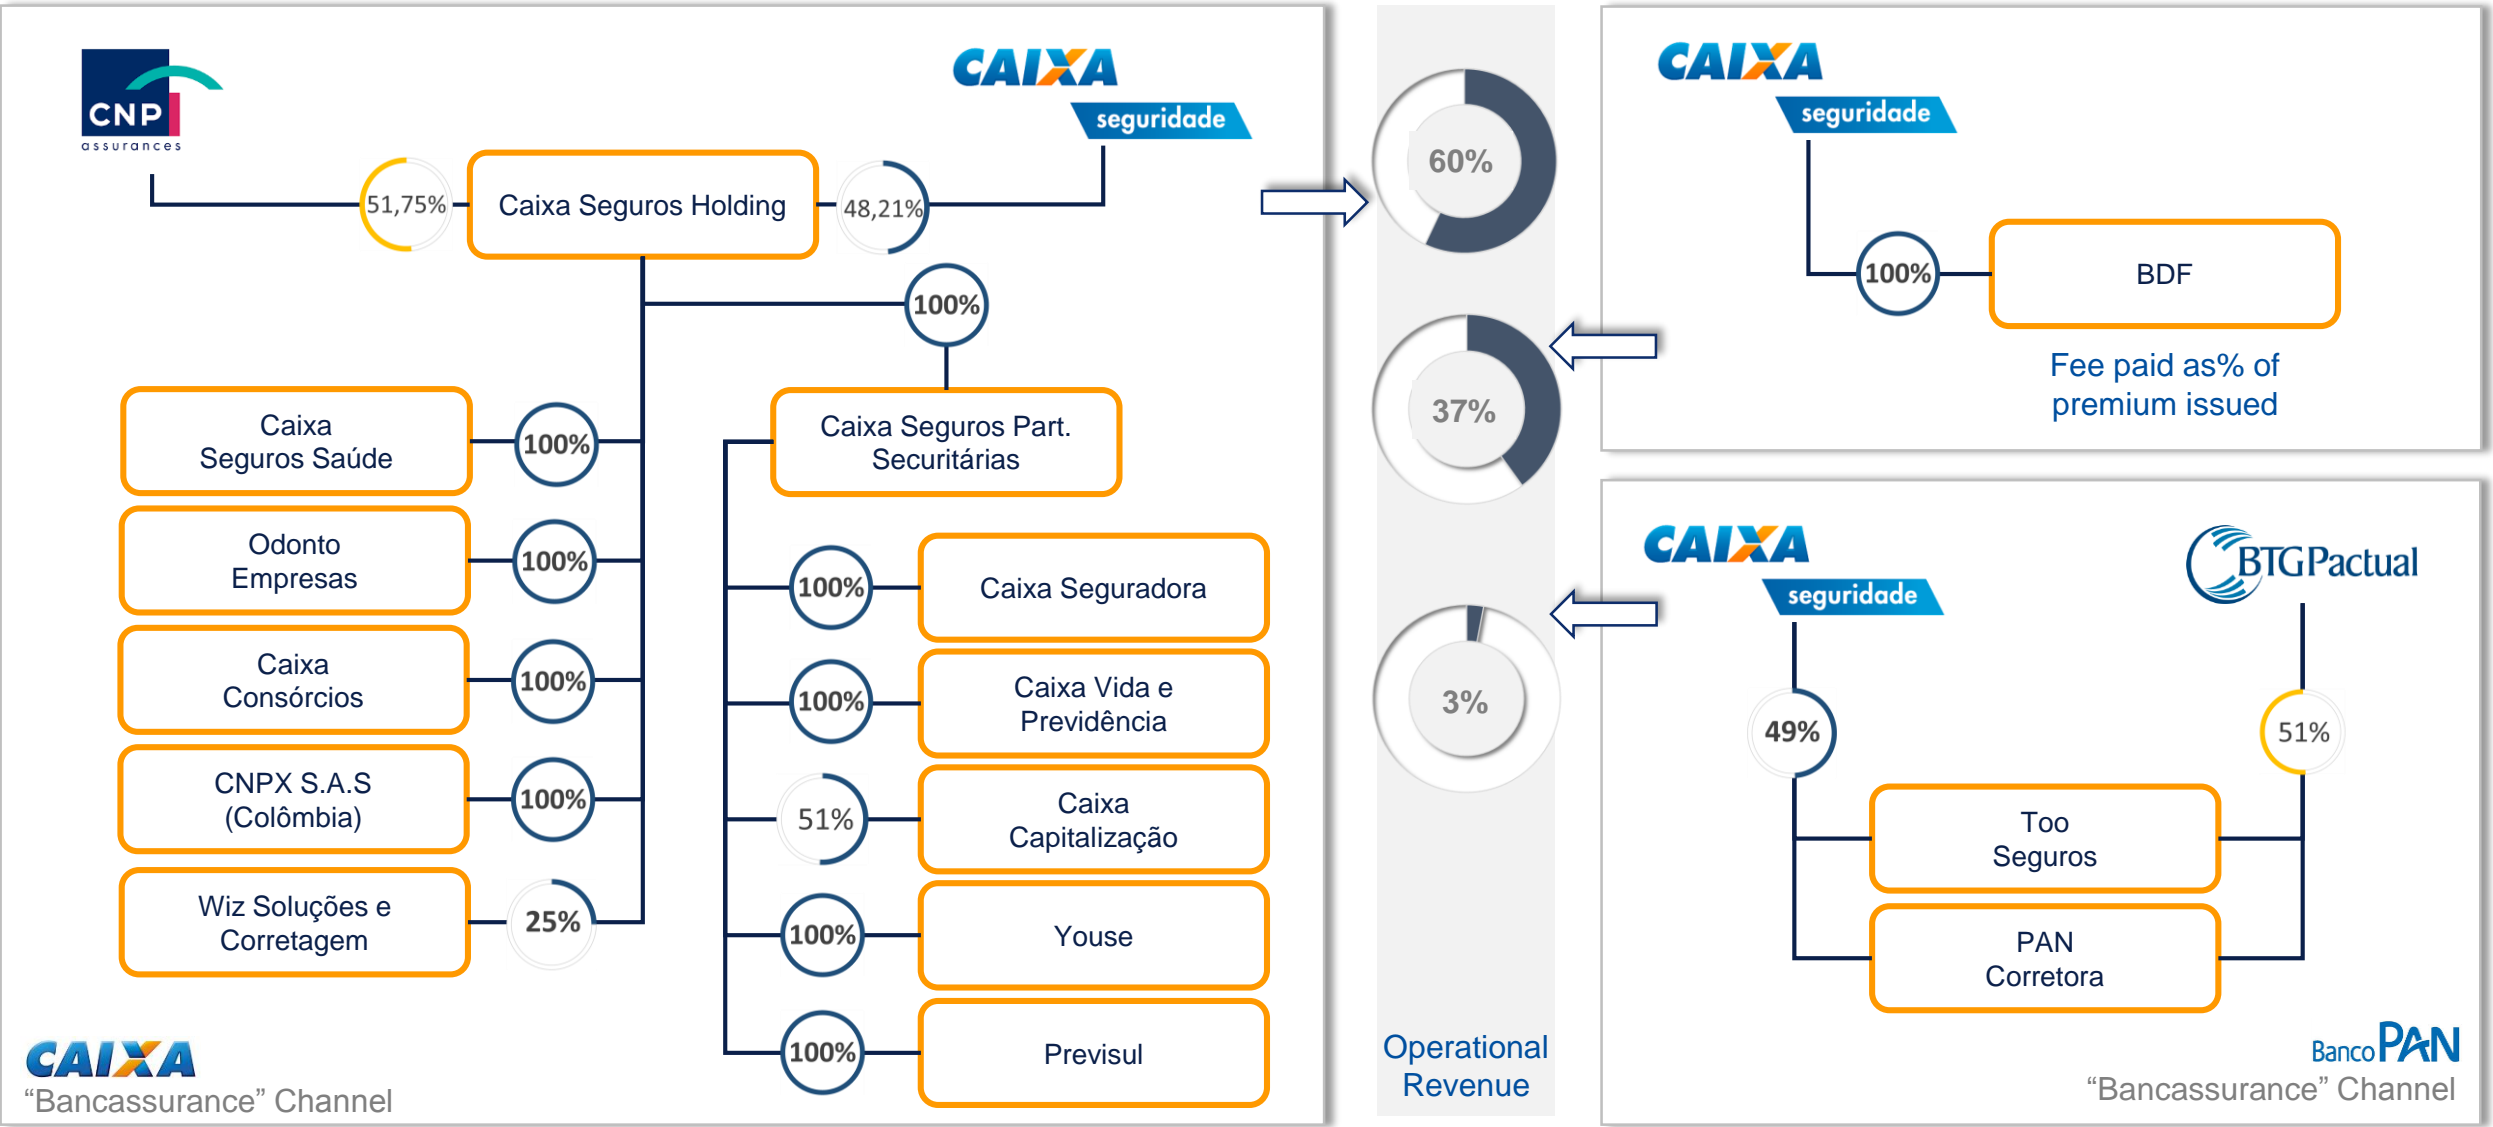 CNP
assurances
CAIXA
seguridade
51,75%
Caixa Seguros Holding
48,21%
100%
Caixa
Seguros Saúde
100%
Odonto
Empresas
100%
Caixa
Consórcios
100%
CNPX S.A.S
(Colômbia)
100%
Wiz Soluções e
Corretagem
25%
Caixa Seguros Part.
Securitárias
100%
Caixa Seguradora
100%
Caixa Vida e
Previdência
51%
Caixa
Capitalização
100%
Youse
100%
Previsul
CAIXA
“Bancassurance” Channel
60%
37%
3%
Operational
Revenue
CAIXA
seguridade
100%
BDF
Fee paid as% of
premium issued
CAIXA
seguridade
BTGPactual
49%
51%
Too
Seguros
PAN
Corretora
Banco PAN
“Bancassurance” Channel